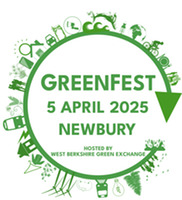 GREENFEST
5 APRIL 2025
NEWBURY
HOSTED BY
WEST BERKSHIRE GREEN EXCHANGE